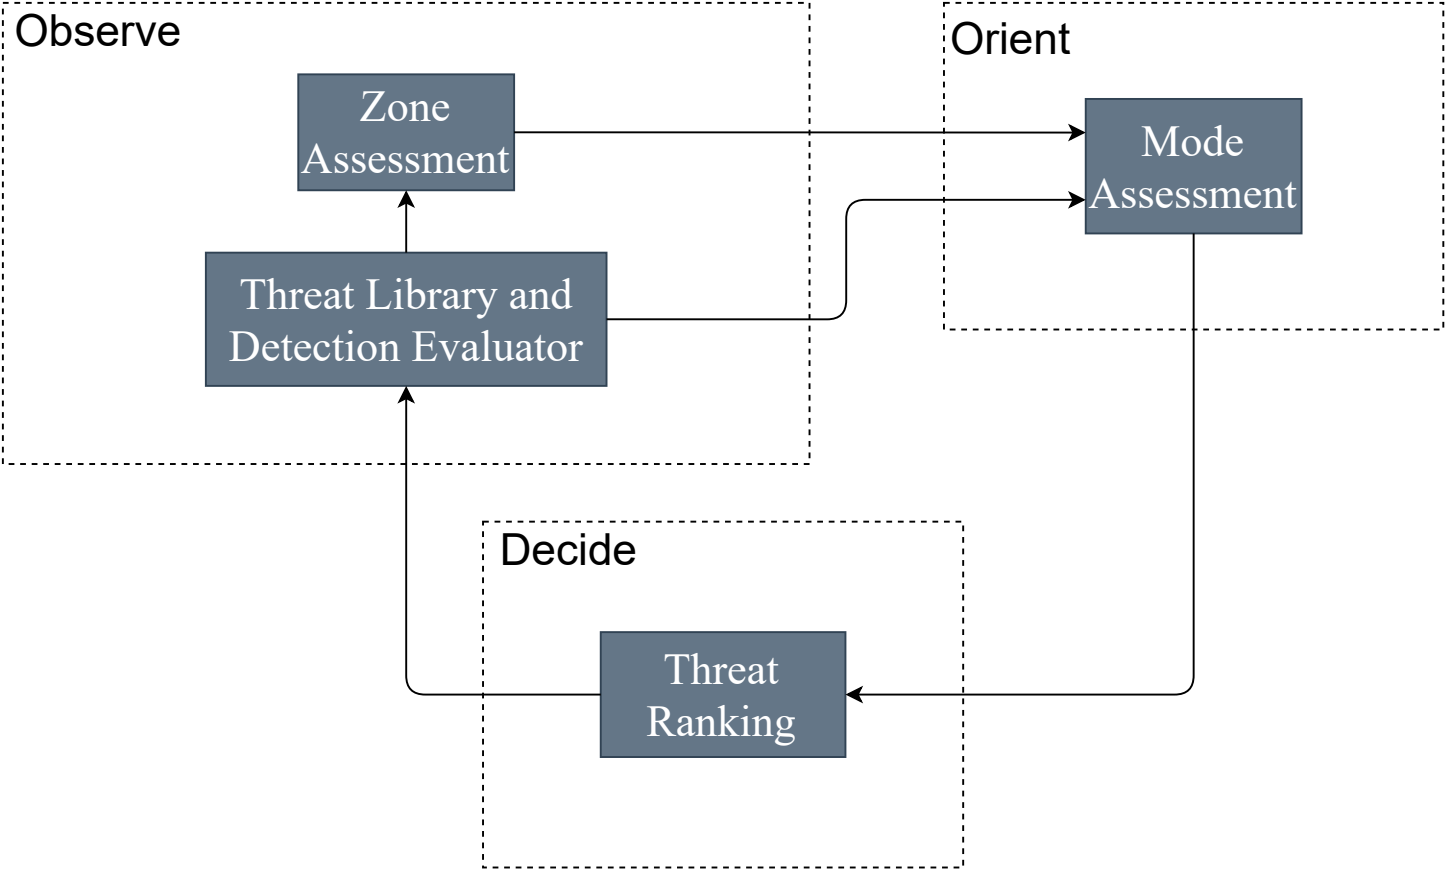 Observe
Zone
Assessment
Threat Library and
Detection Evaluator
Orient
Mode
Assessment
Decide
Threat
Ranking